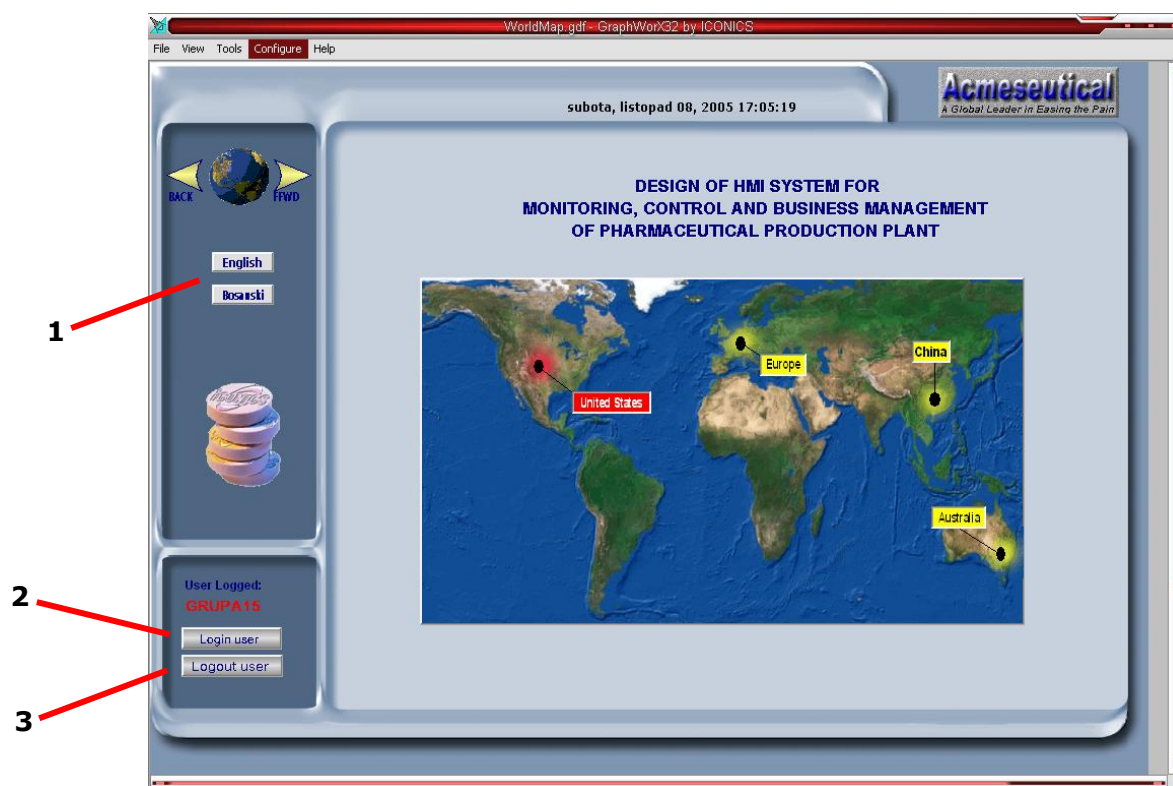 WorldMap.gdf - GraphWorX32 by ICONICS
File View Tools Configure Help
Acmeseutical
A Global Leader in Easing the Pain
subota, listopad 08, 2005 17:05:19
BACK
FFWD
DESIGN OF HMI SYSTEM FOR
MONITORING, CONTROL AND BUSINESS MANAGEMENT
OF PHARMACEUTICAL PRODUCTION PLANT
English
Bosanski
1
China
Europe
United States
Australia
User Logged:
GRUPA15
2
Login user
Logout user
3